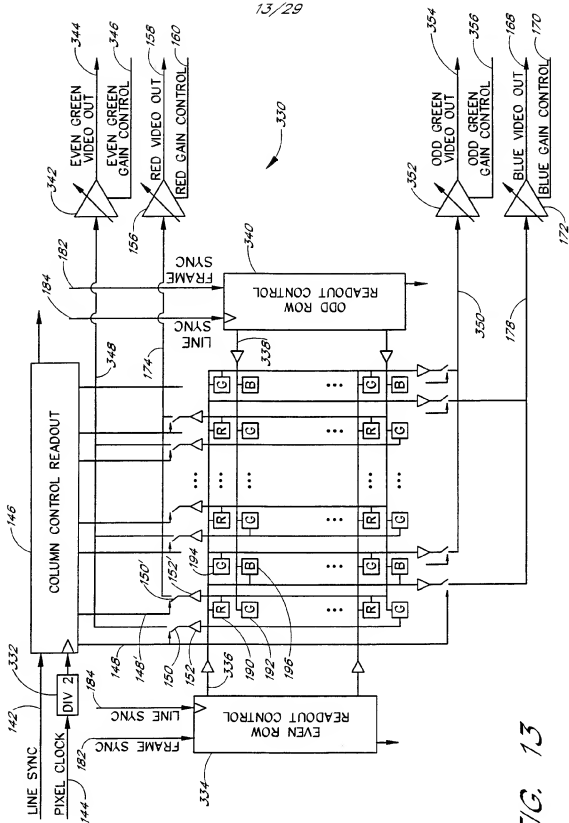 13/29
344
EVEN GREEN
VIDEO OUT
346
EVEN GREEN
GAIN CONTROL
158
RED VIDEO OUT
160
RED GAIN CONTROL
342
156
330
354
ODD GREEN
VIDEO OUT
356
ODD GREEN
GAIN CONTROL
168
BLUE VIDEO OUT
170
BLUE GAIN CONTROL
352
172
182
184
FRAME
SYNC
LINE
SYNC
340
ODD ROW
READOUT CONTROL
338
348
174
350
178
146
COLUMN CONTROL READOUT
332
DIV 2
142
LINE SYNC
PIXEL CLOCK
144
148
148'
150
150'
152
152'
194
190
192
196
336
R G R G R G
G B G G B
R G R G R G
G B G G B
184
LINE SYNC
182
FRAME SYNC
EVEN ROW
READOUT CONTROL
334
FIG. 13